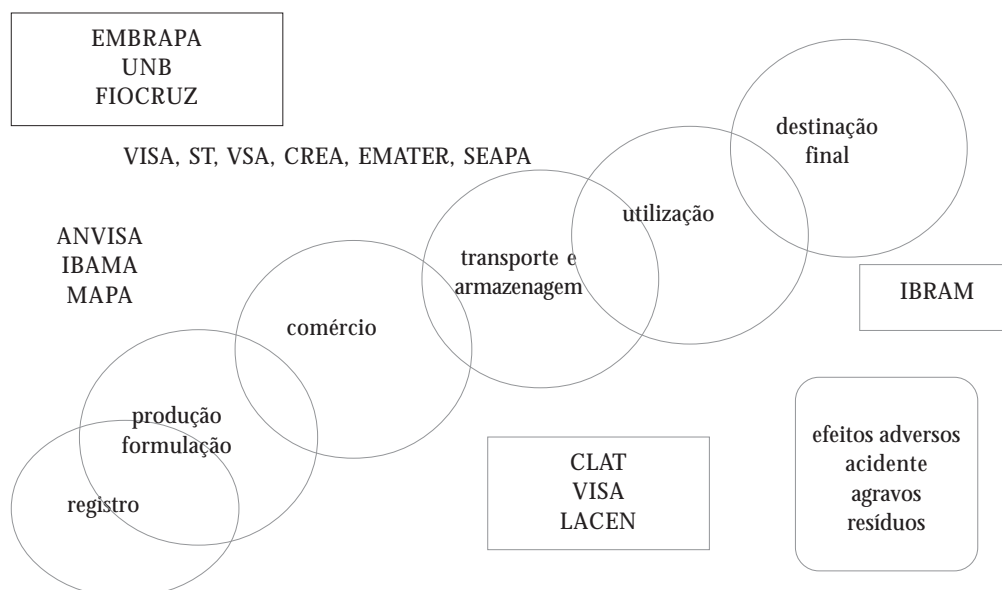 EMBRAPA
UNB
FIOCRUZ
VISA, ST, VSA, CREA, EMATER, SEAPA
destinação
final
utilização
ANVISA
IBAMA
MAPA
transporte e
armazenagem
IBRAM
comércio
produção
formulação
registro
CLAT
VISA
LACEN
efeitos adversos
acidente
agravos
resíduos